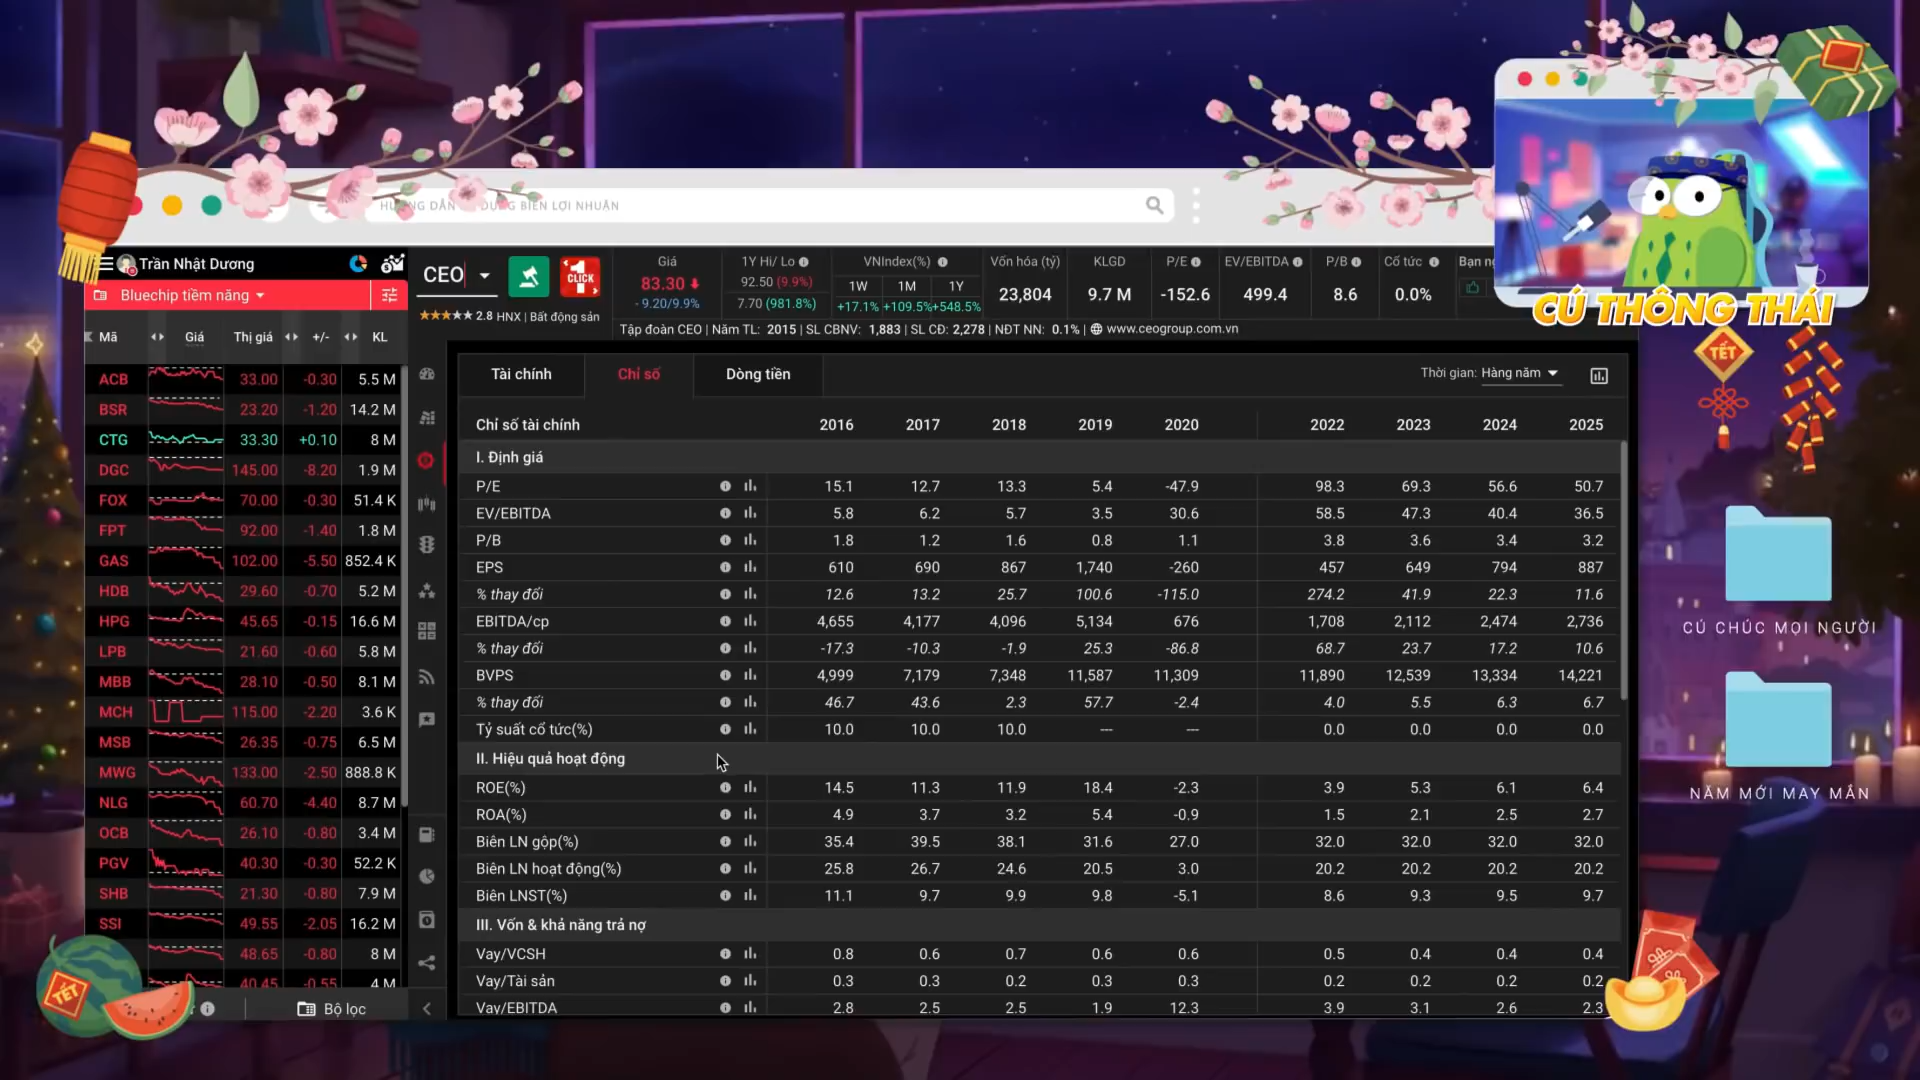 HƯỚNG DẪN
DỤNG BIÊN LỢI NHUẬN
CÚ THÔNG THÁI
TẾT
CÚ CHÚC MỌI NGƯỜI
NĂM MỚI MAY MẮN
Trần Nhật Dương
Bluechip tiềm năng
Mã Giá Thị giá +/- KL
ACB 33.00 -0.30 5.5 M
BSR 23.20 -1.20 14.2 M
CTG 33.30 +0.10 8 M
DGC 145.00 -8.20 1.9 M
FOX 70.00 -0.30 51.4 K
FPT 92.00 -1.40 1.8 M
GAS 102.00 -5.50 852.4 K
HDB 29.60 -0.70 5.2 M
HPG 45.65 -0.15 16.6 M
LPB 21.60 -0.60 5.8 M
MBB 28.10 -0.50 8.1 M
MCH 115.00 -2.20 3.6 K
MSB 26.35 -0.75 6.5 M
MWG 133.00 -2.50 888.8 K
NLG 60.70 -4.40 8.7 M
OCB 26.10 -0.80 3.4 M
PGV 40.30 -0.30 52.2 K
SHB 21.30 -0.80 7.9 M
SSI 49.55 -2.05 16.2 M
48.65 -0.80 8 M
40.45 -0.55 4 M
Bộ lọc
TẾT
CEO
1 CLICK
2.8 HNX | Bất động sản
Giá
83.30
- 9.20/9.9%
1Y Hi/ Lo
92.50 (9.9%)
7.70 (981.8%)
VNIndex(%)
1W 1M 1Y
+17.1% +109.5% +548.5%
Vốn hóa (tỷ)
23,804
KLGD
9.7 M
P/E
-152.6
EV/EBITDA
499.4
P/B
8.6
Cổ tức
0.0%
Tập đoàn CEO | Năm TL: 2015 | SL CBNV: 1,883 | SL CĐ: 2,278 | NĐT NN: 0.1% | www.ceogroup.com.vn
Tài chính Chỉ số Dòng tiền Thời gian: Hàng năm
Chỉ số tài chính 2016 2017 2018 2019 2020 2022 2023 2024 2025
I. Định giá
P/E 15.1 12.7 13.3 5.4 -47.9 98.3 69.3 56.6 50.7
EV/EBITDA 5.8 6.2 5.7 3.5 30.6 58.5 47.3 40.4 36.5
P/B 1.8 1.2 1.6 0.8 1.1 3.8 3.6 3.4 3.2
EPS 610 690 867 1,740 -260 457 649 794 887
% thay đổi 12.6 13.2 25.7 100.6 -115.0 274.2 41.9 22.3 11.6
EBITDA/cp 4,655 4,177 4,096 5,134 676 1,708 2,112 2,474 2,736
% thay đổi -17.3 -10.3 -1.9 25.3 -86.8 68.7 23.7 17.2 10.6
BVPS 4,999 7,179 7,348 11,587 11,309 11,890 12,539 13,334 14,221
% thay đổi 46.7 43.6 2.3 57.7 -2.4 4.0 5.5 6.3 6.7
Tỷ suất cổ tức(%) 10.0 10.0 10.0 --- --- 0.0 0.0 0.0 0.0
II. Hiệu quả hoạt động
ROE(%) 14.5 11.3 11.9 18.4 -2.3 3.9 5.3 6.1 6.4
ROA(%) 4.9 3.7 3.2 5.4 -0.9 1.5 2.1 2.5 2.7
Biên LN gộp(%) 35.4 39.5 38.1 31.6 27.0 32.0 32.0 32.0 32.0
Biên LN hoạt động(%) 25.8 26.7 24.6 20.5 3.0 20.2 20.2 20.2 20.2
Biên LNST(%) 11.1 9.7 9.9 9.8 -5.1 8.6 9.3 9.5 9.7
III. Vốn & khả năng trả nợ
Vay/VCSH 0.8 0.6 0.7 0.6 0.6 0.5 0.4 0.4 0.4
Vay/Tài sản 0.3 0.3 0.2 0.3 0.3 0.2 0.2 0.2 0.2
Vay/EBITDA 2.8 2.5 2.5 1.9 12.3 3.9 3.1 2.6 2.3